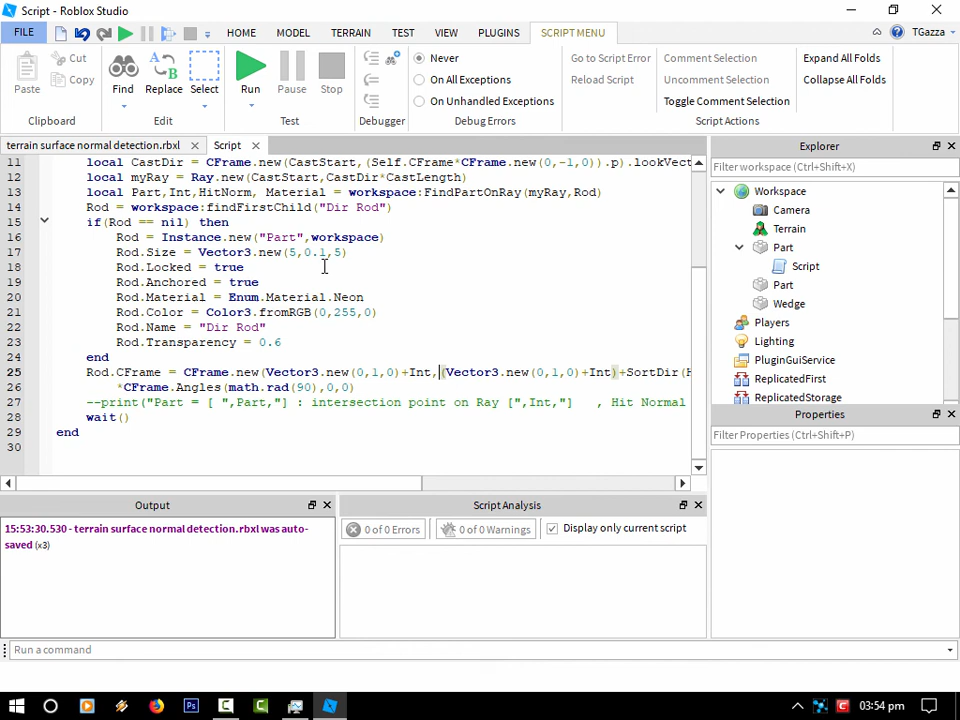 Script - Roblox Studio
FILE HOME MODEL TERRAIN TEST VIEW PLUGINS SCRIPT MENU TGazza
Paste Cut Copy Find Replace Select Run Pause Stop
Never
On All Exceptions
On Unhandled Exceptions
Go to Script Error
Reload Script
Comment Selection
Uncomment Selection
Toggle Comment Selection
Expand All Folds
Collapse All Folds
Clipboard Edit Test Debugger Debug Errors Script Actions
terrain surface normal detection.rbxl Script
11 local CastDir = CFrame.new(CastStart,(Self.CFrame*CFrame.new(0,-1,0)).p).lookVect
12 local myRay = Ray.new(CastStart,CastDir*CastLength)
13 local Part,Int,HitNorm, Material = workspace:FindPartOnRay(myRay,Rod)
14 Rod = workspace:findFirstChild("Dir Rod")
15 if(Rod == nil) then
16 Rod = Instance.new("Part",workspace)
17 Rod.Size = Vector3.new(5,0.1,5)
18 Rod.Locked = true
19 Rod.Anchored = true
20 Rod.Material = Enum.Material.Neon
21 Rod.Color = Color3.fromRGB(0,255,0)
22 Rod.Name = "Dir Rod"
23 Rod.Transparency = 0.6
24 end
25 Rod.CFrame = CFrame.new(Vector3.new(0,1,0)+Int,(Vector3.new(0,1,0)+Int)+SortDir(H
26 *CFrame.Angles(math.rad(90),0,0)
27 --print("Part = [ ",Part,"] : intersection point on Ray [",Int,"] , Hit Normal
28 wait()
29 end
30
Explorer
Filter workspace (Ctrl+Shift+X)
Workspace
Camera
Terrain
Part
Script
Part
Wedge
Players
Lighting
PluginGuiService
ReplicatedFirst
ReplicatedStorage
Properties
Filter Properties (Ctrl+Shift+P)
Output
15:53:30.530 - terrain surface normal detection.rbxl was auto-
saved (x3)
Script Analysis
0 of 0 Errors 0 of 0 Warnings Display only current script
Run a command
03:54 pm